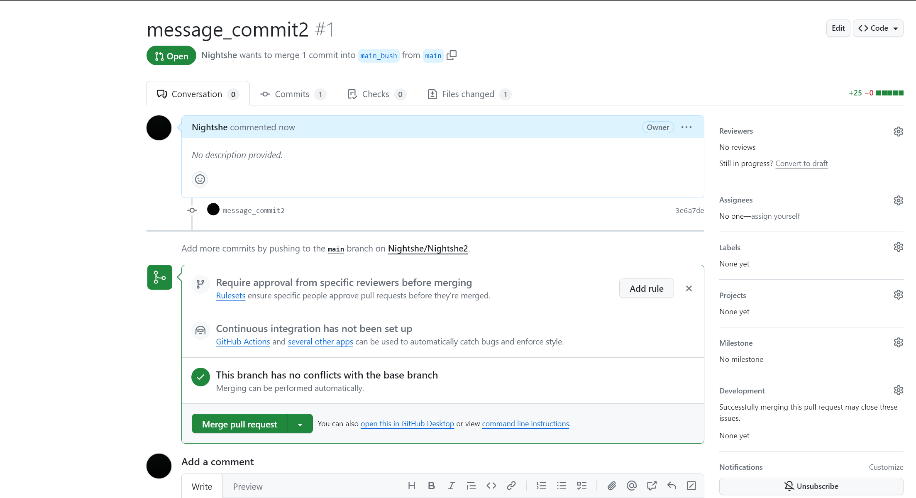 message_commit2 #1
Edit
<> Code
Open
Nightshe wants to merge 1 commit into main_bush from main
Conversation 0
Commits 1
Checks 0
Files changed 1
+25 −0
Nightshe commented now
Owner
No description provided.
message_commit2
3e6a7de
Add more commits by pushing to the main branch on Nightshe/Nightshe2.
Require approval from specific reviewers before merging
Rulesets ensure specific people approve pull requests before they're merged.
Add rule
Continuous integration has not been set up
GitHub Actions and several other apps can be used to automatically catch bugs and enforce style.
This branch has no conflicts with the base branch
Merging can be performed automatically.
Merge pull request
You can also open this in GitHub Desktop or view command line instructions.
Add a comment
Write
Preview
H B I
Reviewers
No reviews
Still in progress? Convert to draft
Assignees
No one—assign yourself
Labels
None yet
Projects
None yet
Milestone
No milestone
Development
Successfully merging this pull request may close these
issues.
None yet
Notifications
Customize
Unsubscribe